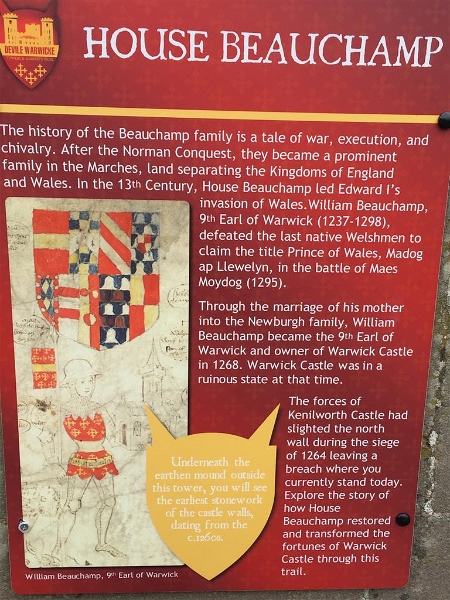 DEVILE WARWICKE
HOUSE BEAUCHAMP
The history of the Beauchamp family is a tale of war, execution, and
chivalry. After the Norman Conquest, they became a prominent
family in the Marches, land separating the Kingdoms of England
and Wales. In the 13th Century, House Beauchamp led Edward I's
invasion of Wales.William Beauchamp,
9th Earl of Warwick (1237-1298),
defeated the last native Welshmen to
claim the title Prince of Wales, Madog
ap Llewelyn, in the battle of Maes
Moydog (1295).
Through the marriage of his mother
into the Newburgh family, William
Beauchamp became the 9th Earl of
Warwick and owner of Warwick Castle
in 1268. Warwick Castle was in a
ruinous state at that time.
The forces of
Kenilworth Castle had
slighted the north
wall during the siege
of 1264 leaving a
breach where you
currently stand today.
Explore the story of
how House
Beauchamp restored
and transformed the
fortunes of Warwick
Castle through this
trail.
Underneath the
earthen mound outside
this tower, you will see
the earliest stonework
of the castle walls,
dating from the
c.1260s.
William Beauchamp, 9th Earl of Warwick